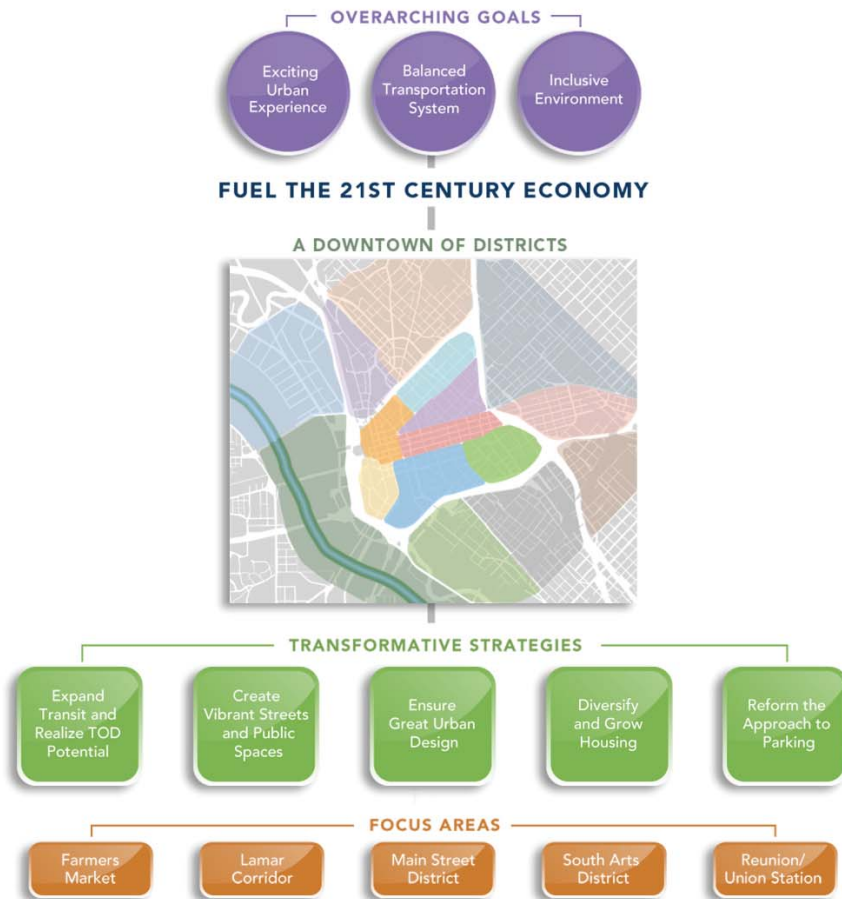 OVERARCHING GOALS
Exciting
Urban
Experience
Balanced
Transportation
System
Inclusive
Environment
FUEL THE 21ST CENTURY ECONOMY
A DOWNTOWN OF DISTRICTS
TRANSFORMATIVE STRATEGIES
Expand
Transit and
Realize TOD
Potential
Create
Vibrant Streets
and Public
Spaces
Ensure
Great Urban
Design
Diversify
and Grow
Housing
Reform the
Approach to
Parking
FOCUS AREAS
Farmers
Market
Lamar
Corridor
Main Street
District
South Arts
District
Reunion/
Union Station